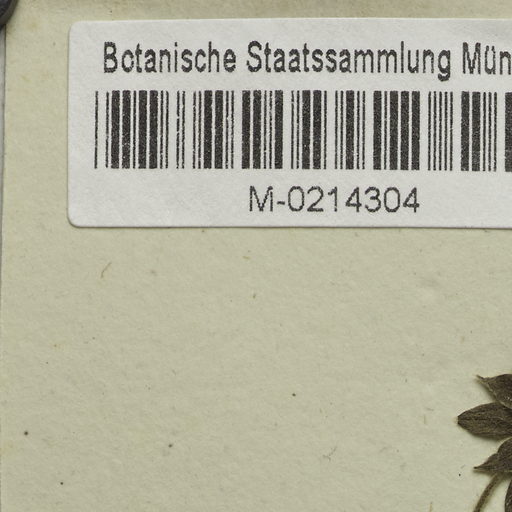 Botanische Staatssammlung Mün
M-0214304